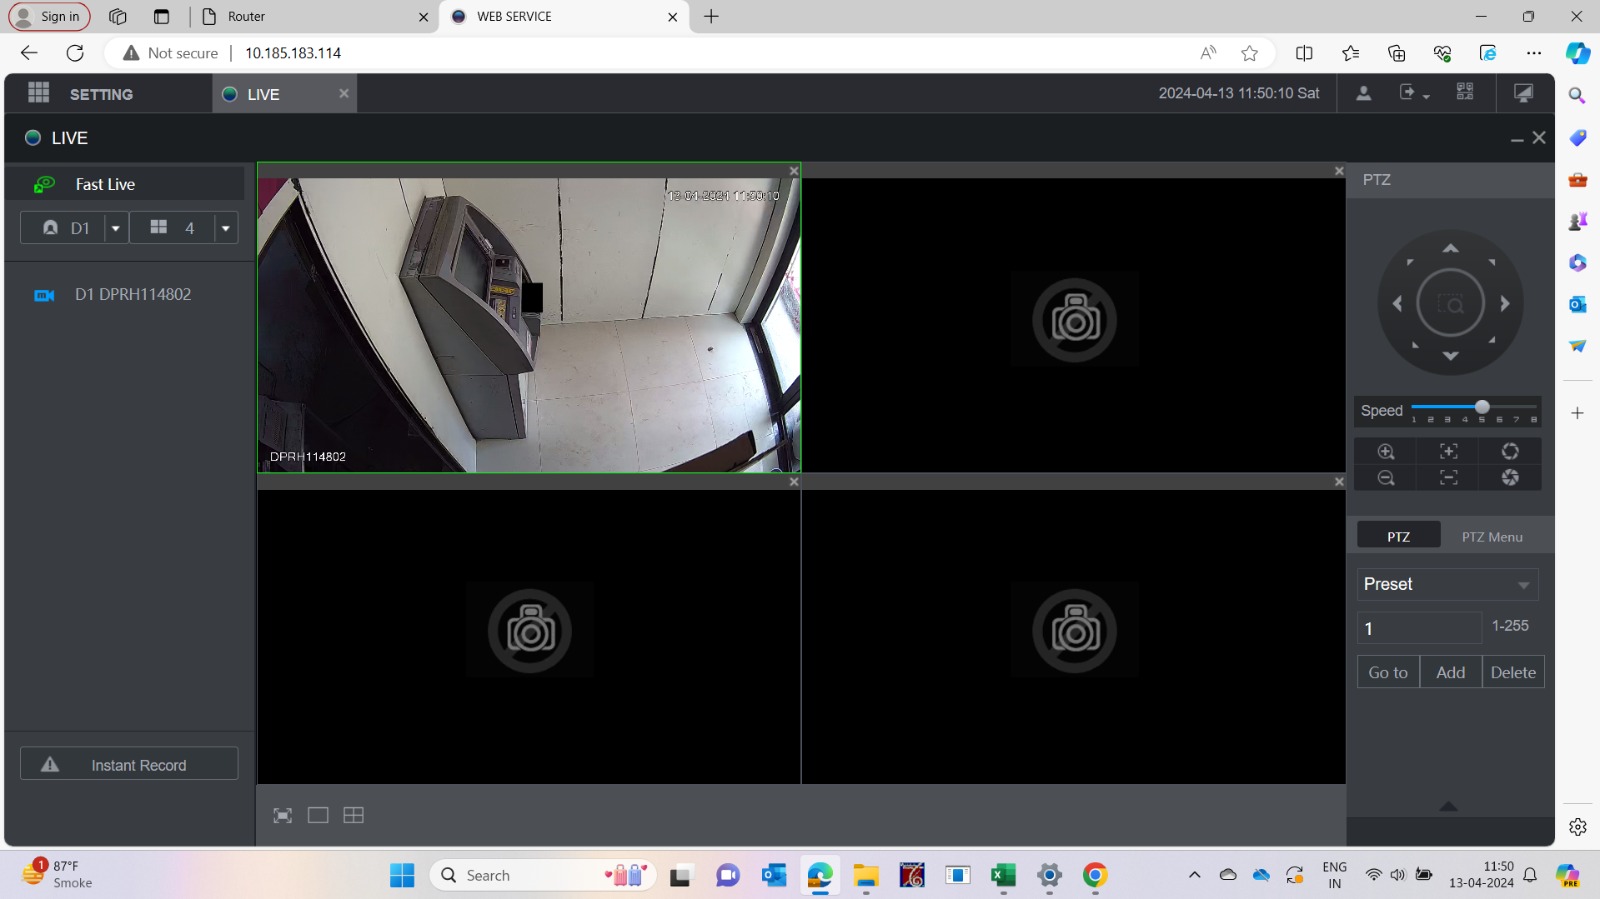 Sign in
Router
WEB SERVICE
Not secure
10.185.183.114
SETTING
LIVE
2024-04-13 11:50:10 Sat
LIVE
Fast Live
D1
4
D1 DPRH114802
13-04-2024 11:50:10
DPRH114802
PTZ
Speed
1 2 3 4 5 6 7 8
PTZ
PTZ Menu
Preset
1
1-255
Go to
Add
Delete
Instant Record
1
87°F
Smoke
Search
ENG
IN
11:50
13-04-2024
PRE